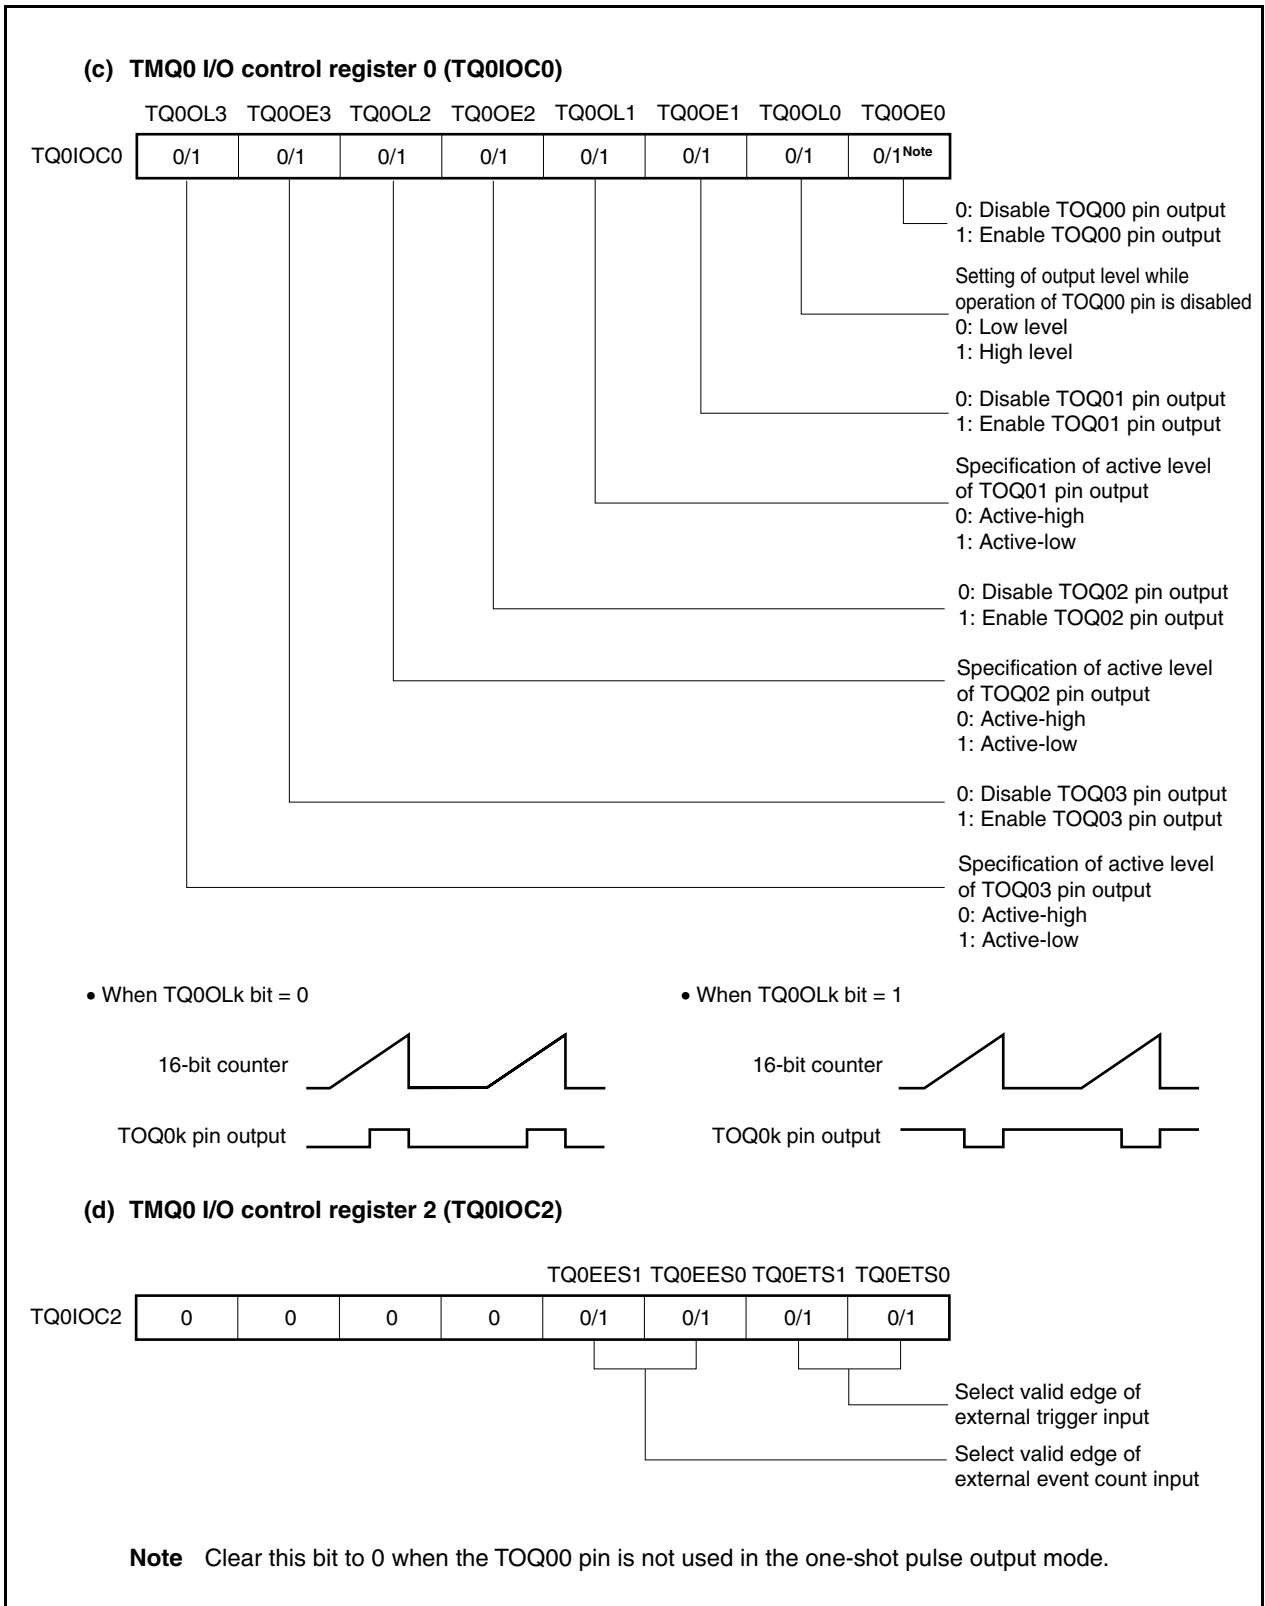 (c) TMQ0 I/O control register 0 (TQ0IOC0)
TQ0OL3 TQ0OE3 TQ0OL2 TQ0OE2 TQ0OL1 TQ0OE1 TQ0OL0 TQ0OE0
TQ0IOC0 0/1 0/1 0/1 0/1 0/1 0/1 0/1 0/1Note
0: Disable TOQ00 pin output
1: Enable TOQ00 pin output
Setting of output level while
operation of TOQ00 pin is disabled
0: Low level
1: High level
0: Disable TOQ01 pin output
1: Enable TOQ01 pin output
Specification of active level
of TOQ01 pin output
0: Active-high
1: Active-low
0: Disable TOQ02 pin output
1: Enable TOQ02 pin output
Specification of active level
of TOQ02 pin output
0: Active-high
1: Active-low
0: Disable TOQ03 pin output
1: Enable TOQ03 pin output
Specification of active level
of TOQ03 pin output
0: Active-high
1: Active-low
• When TQ0OLk bit = 0
16-bit counter
TOQ0k pin output
• When TQ0OLk bit = 1
16-bit counter
TOQ0k pin output
(d) TMQ0 I/O control register 2 (TQ0IOC2)
TQ0EES1 TQ0EES0 TQ0ETS1 TQ0ETS0
TQ0IOC2 0 0 0 0 0/1 0/1 0/1 0/1
Select valid edge of
external trigger input
Select valid edge of
external event count input
Note Clear this bit to 0 when the TOQ00 pin is not used in the one-shot pulse output mode.